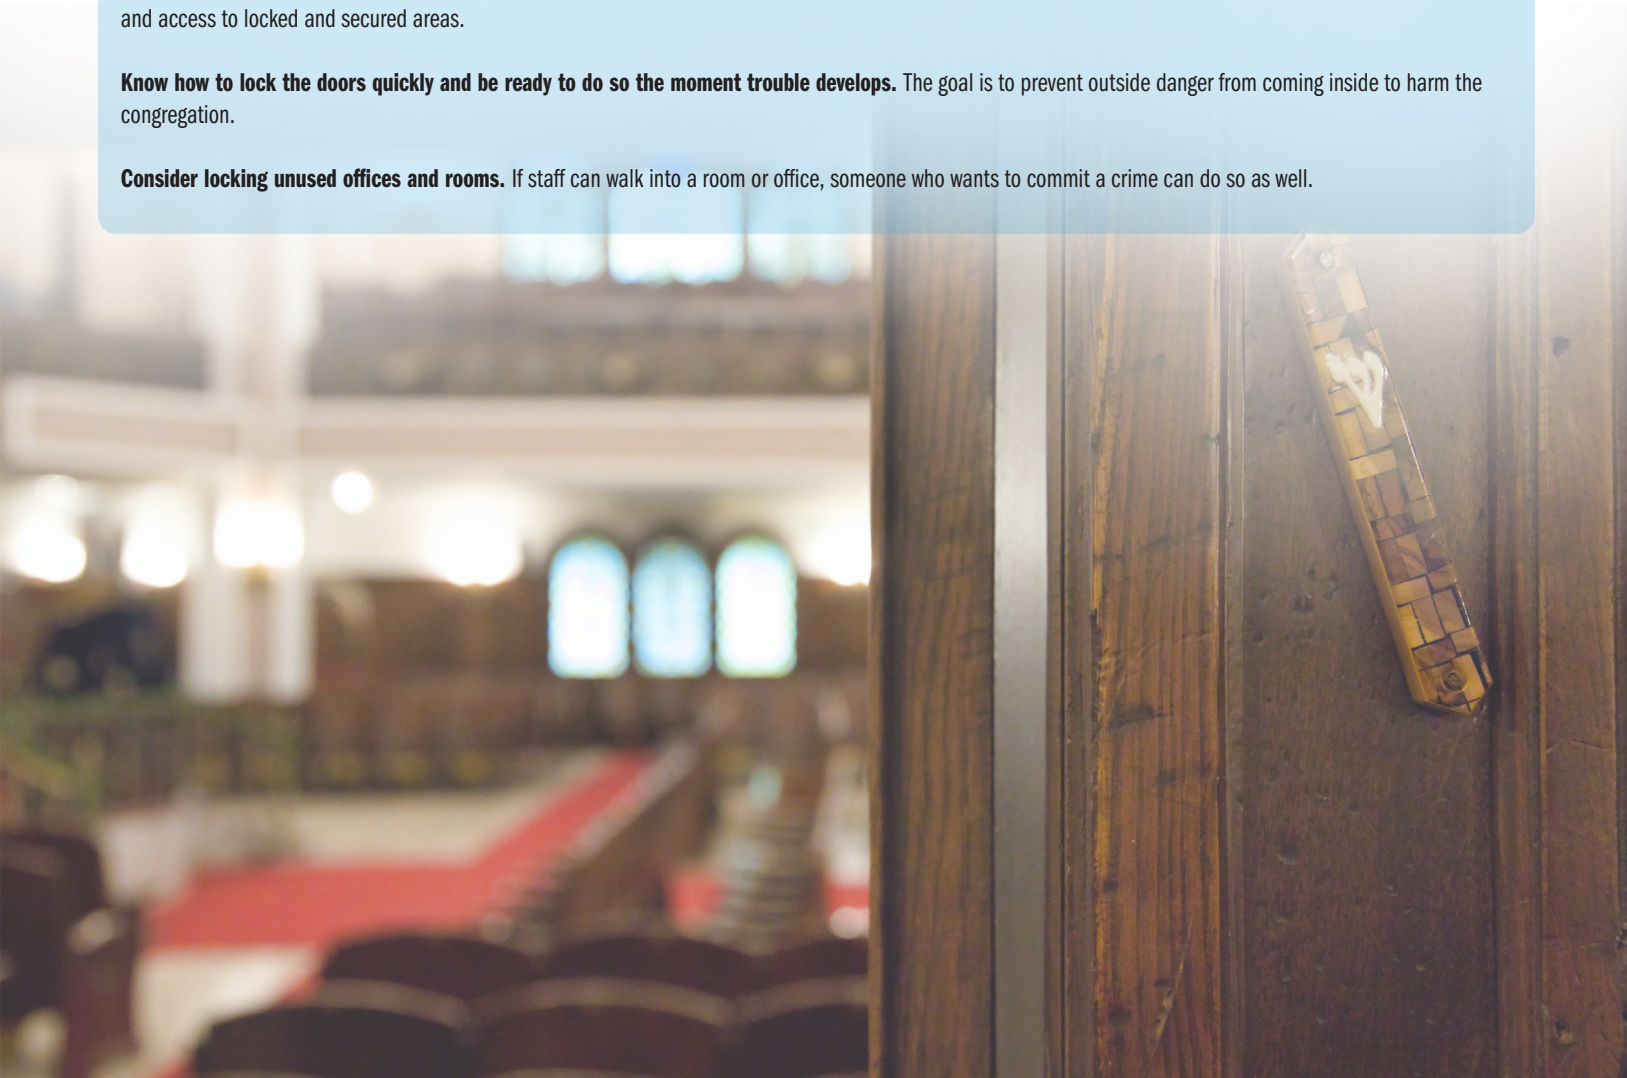 and access to locked and secured areas.
Know how to lock the doors quickly and be ready to do so the moment trouble develops. The goal is to prevent outside danger from coming inside to harm the
congregation.
Consider locking unused offices and rooms. If staff can walk into a room or office, someone who wants to commit a crime can do so as well.
ש